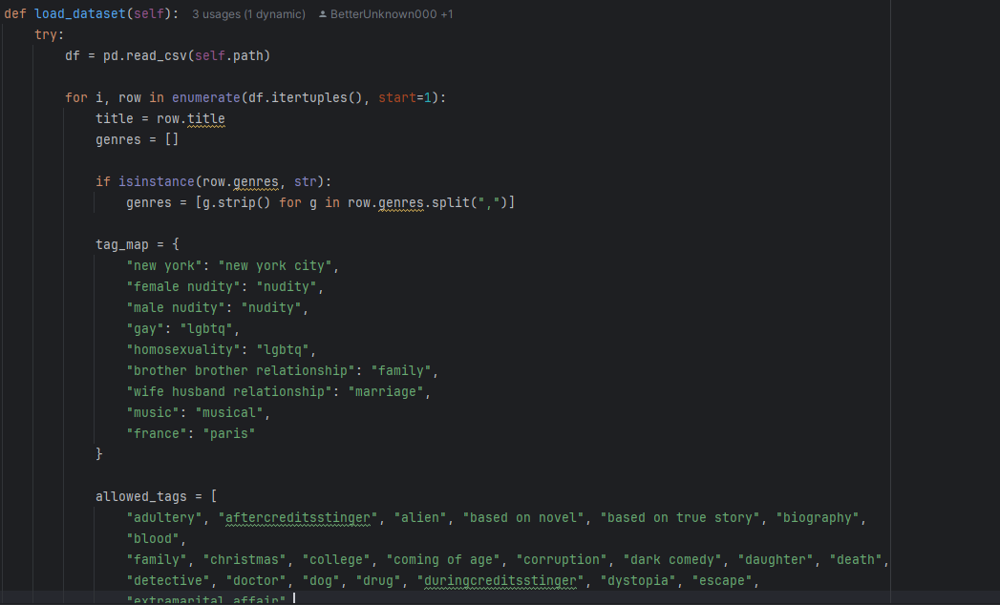 def load_dataset(self): 3 usages (1 dynamic) BetterUnknown000 +1
try:
df = pd.read_csv(self.path)
for i, row in enumerate(df.itertuples(), start=1):
title = row.title
genres = []
if isinstance(row.genres, str):
genres = [g.strip() for g in row.genres.split(",")]
tag_map = {
"new york": "new york city",
"female nudity": "nudity",
"male nudity": "nudity",
"gay": "lgbtq",
"homosexuality": "lgbtq",
"brother brother relationship": "family",
"wife husband relationship": "marriage",
"music": "musical",
"france": "paris"
}
allowed_tags = [
"adultery", "aftercreditsstinger", "alien", "based on novel", "based on true story", "biography",
"blood",
"family", "christmas", "college", "coming of age", "corruption", "dark comedy", "daughter", "death",
"detective", "doctor", "dog", "drug", "duringcreditsstinger", "dystopia", "escape",
"extramarital affair",